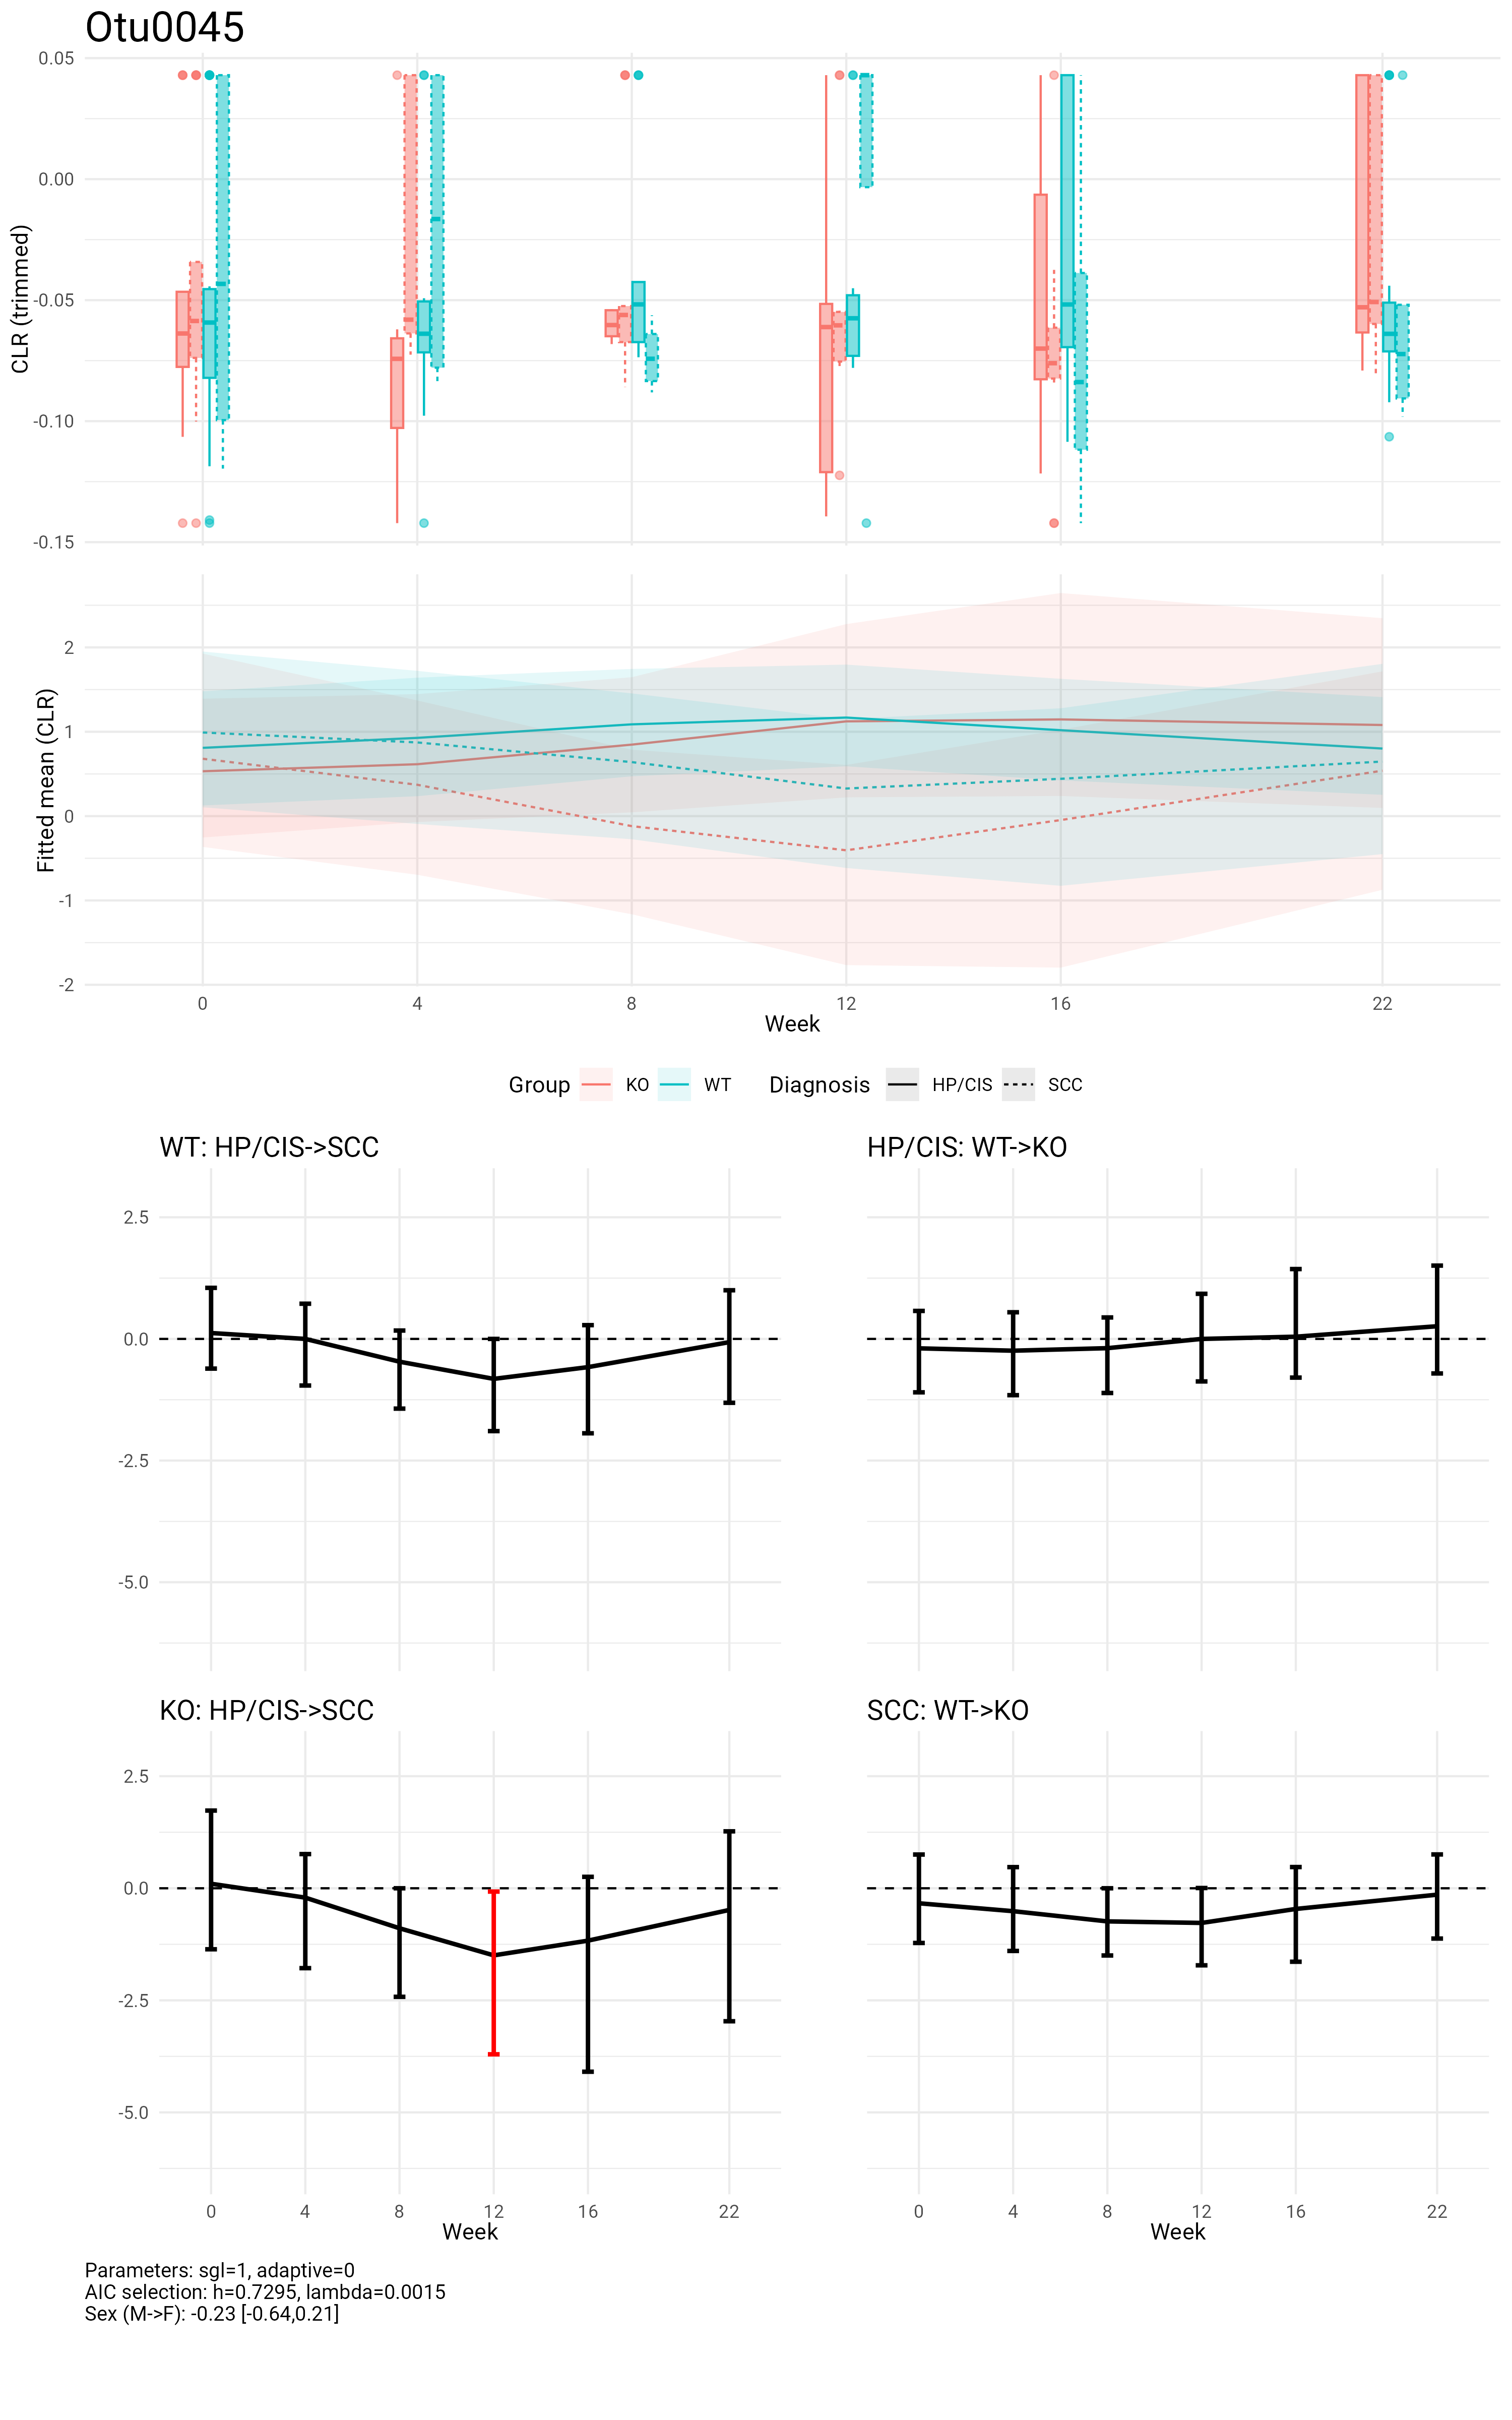 Otu0045
CLR (trimmed)
0.05
0.00
-0.05
-0.10
-0.15
Fitted mean (CLR)
2
1
0
-1
-2
0 4 8 12 16 22
Week
Group KO WT Diagnosis HP/CIS SCC
WT: HP/CIS->SCC
2.5
0.0
-2.5
-5.0
HP/CIS: WT->KO
KO: HP/CIS->SCC
2.5
0.0
-2.5
-5.0
0 4 8 12 16 22
Week
SCC: WT->KO
0 4 8 12 16 22
Week
Parameters: sgl=1, adaptive=0
AIC selection: h=0.7295, lambda=0.0015
Sex (M->F): -0.23 [-0.64,0.21]